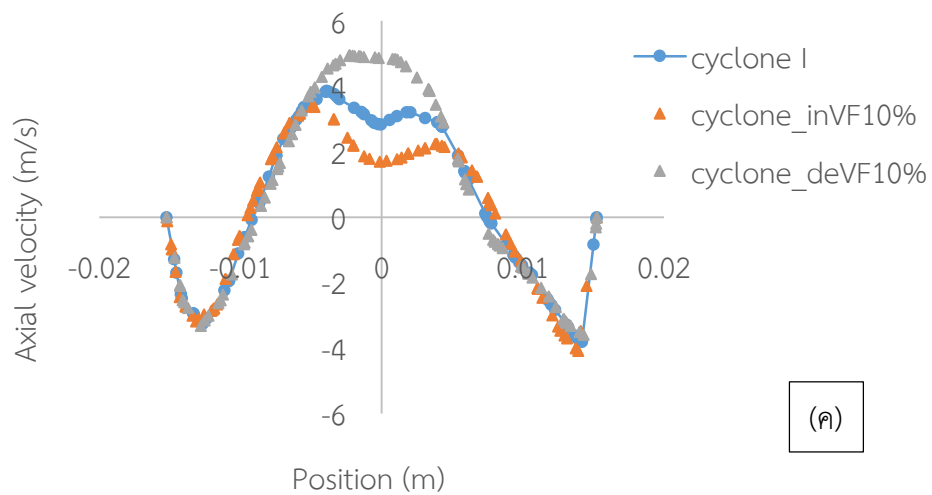 6
4
2
0
-2
-4
-6
-0.02
-0.01
0
0.01
0.02
Axial velocity (m/s)
Position (m)
cyclone I
cyclone_inVF10%
cyclone_deVF10%
(ค)